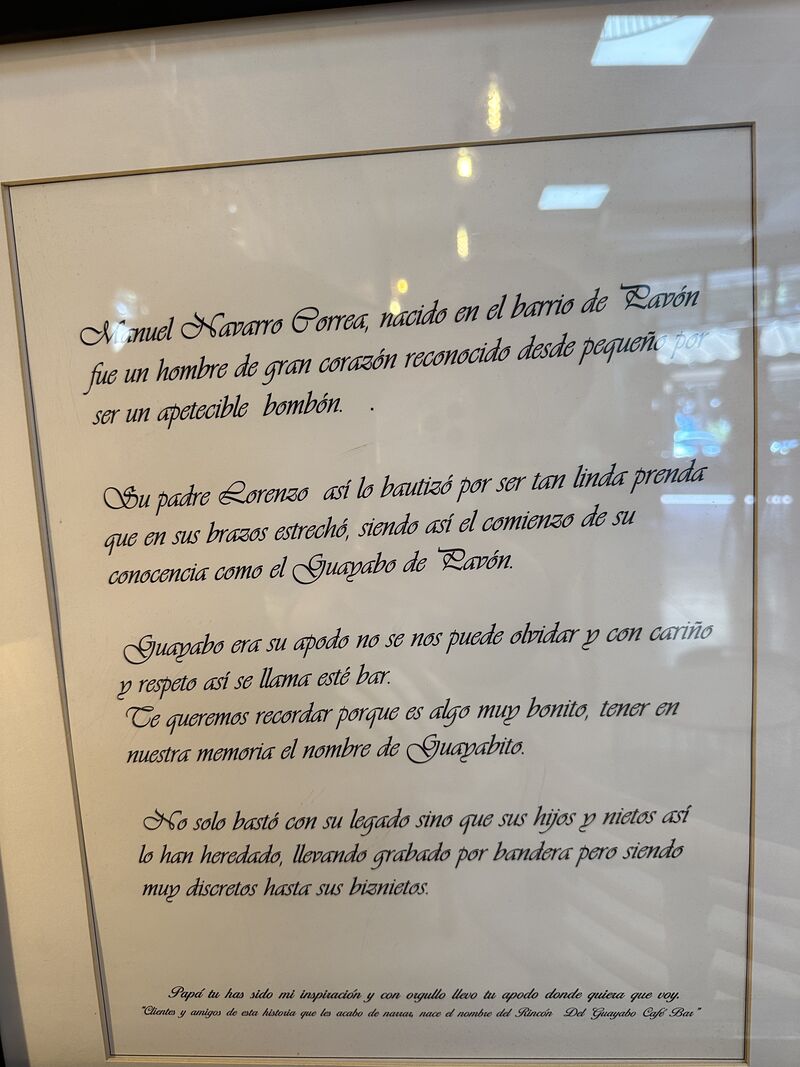 Manuel Navarro Correa, nacido en el barrio de Pavón
fue un hombre de gran corazón reconocido desde pequeño por
ser un apetecible bombón. .
Su padre Lorenzo así lo bautizó por ser tan linda prenda
que en sus brazos estrechó, siendo así el comienzo de su
conocencia como el Guayabo de Pavón.
Guayabo era su apodo no se nos puede olvidar y con cariño
y respeto así se llama esté bar.
Te queremos recordar porque es algo muy bonito, tener en
nuestra memoria el nombre de Guayabito.
No solo bastó con su legado sino que sus hijos y nietos así
lo han heredado, llevando grabado por bandera pero siendo
muy discretos hasta sus biznietos.
Papá tu has sido mi inspiración y con orgullo llevo tu apodo donde quiera que voy.
"Clientes y amigos de esta historia que les acabo de narrar, nace el nombre del Rincón Del Guayabo Café Bar"